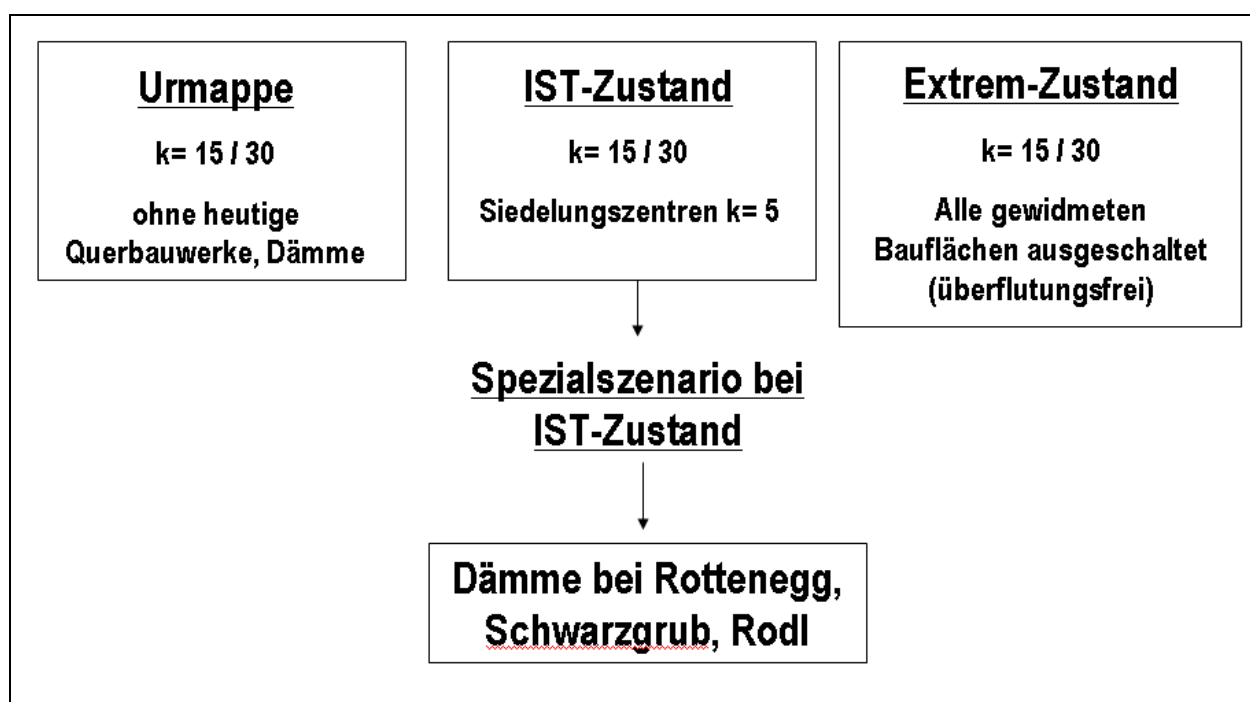 Urmappe
k= 15 / 30
ohne heutige
Querbauwerke, Dämme
IST-Zustand
k= 15 / 30
Siedelungszentren k= 5
Extrem-Zustand
k= 15 / 30
Alle gewidmeten
Bauflächen ausgeschaltet
(überflutungsfrei)
Spezialszenario bei
IST-Zustand
Dämme bei Rottenegg,
Schwarzgrub, Rodl